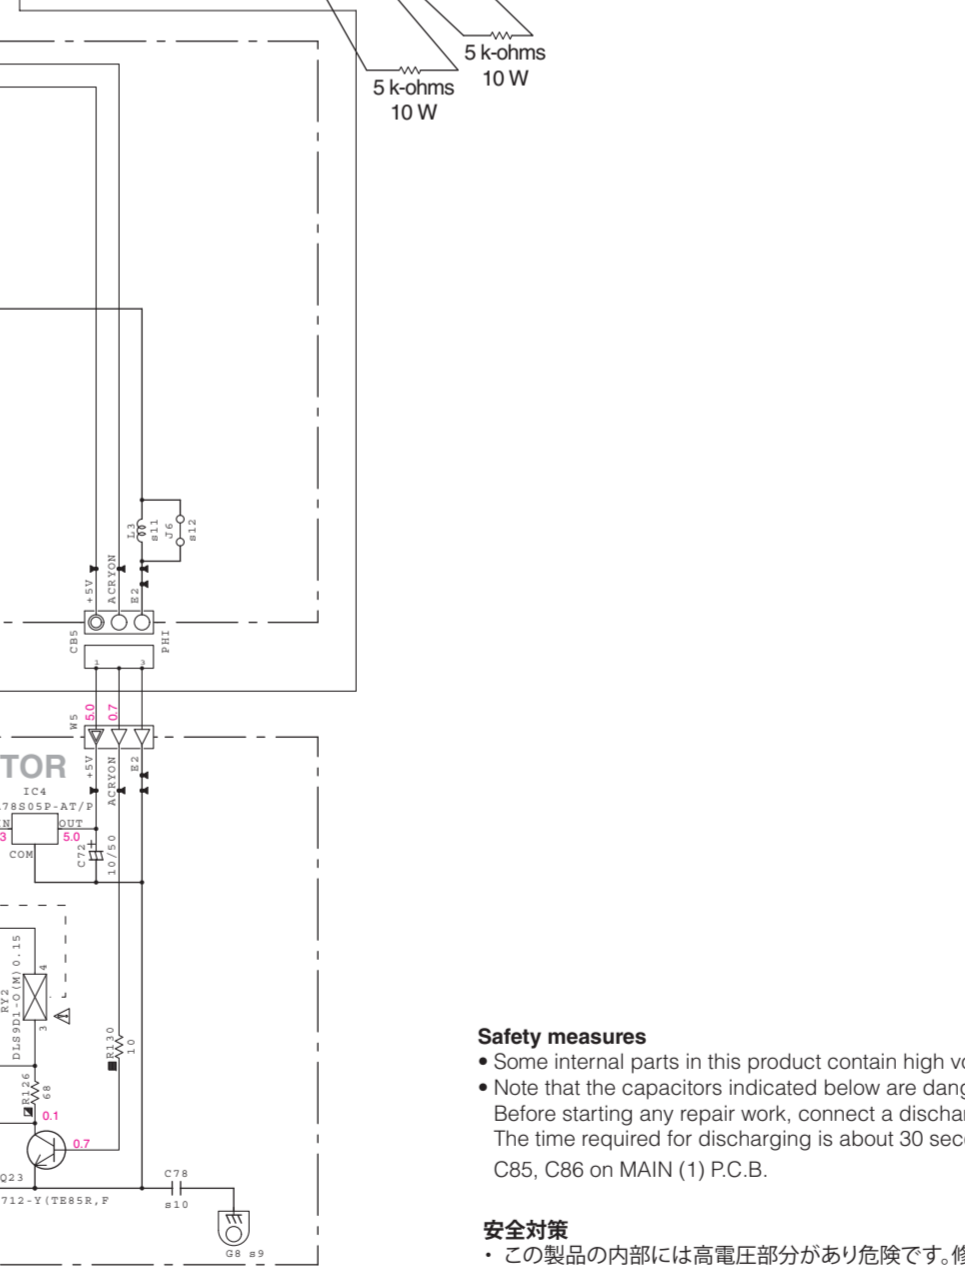 5 k-ohms
10 W
5 k-ohms
10 W
L3
s11
J6
s12
+5V
ACRYON
E2
CB5
PHI
1
3
W5
5.0
0.7
TOR
+5V
ACRYON
E2
IC4
78S05P-AT/P
OUT
3
5.0
COM
C72
+
10/50
RY2
DLS9D1-O(M)0.15
4
3
R130
10
R126
68
0.1
0.7
Q23
712-Y(TE85R,F
C78
s10
G8 s9
Safety measures
• Some internal parts in this product contain high
• Note that the capacitors indicated below are
Before starting any repair work, connect a
The time required for discharging is about 30
C85, C86 on MAIN (1) P.C.B.
安全対策
・ この製品の内部には高電圧部分があり危険です。